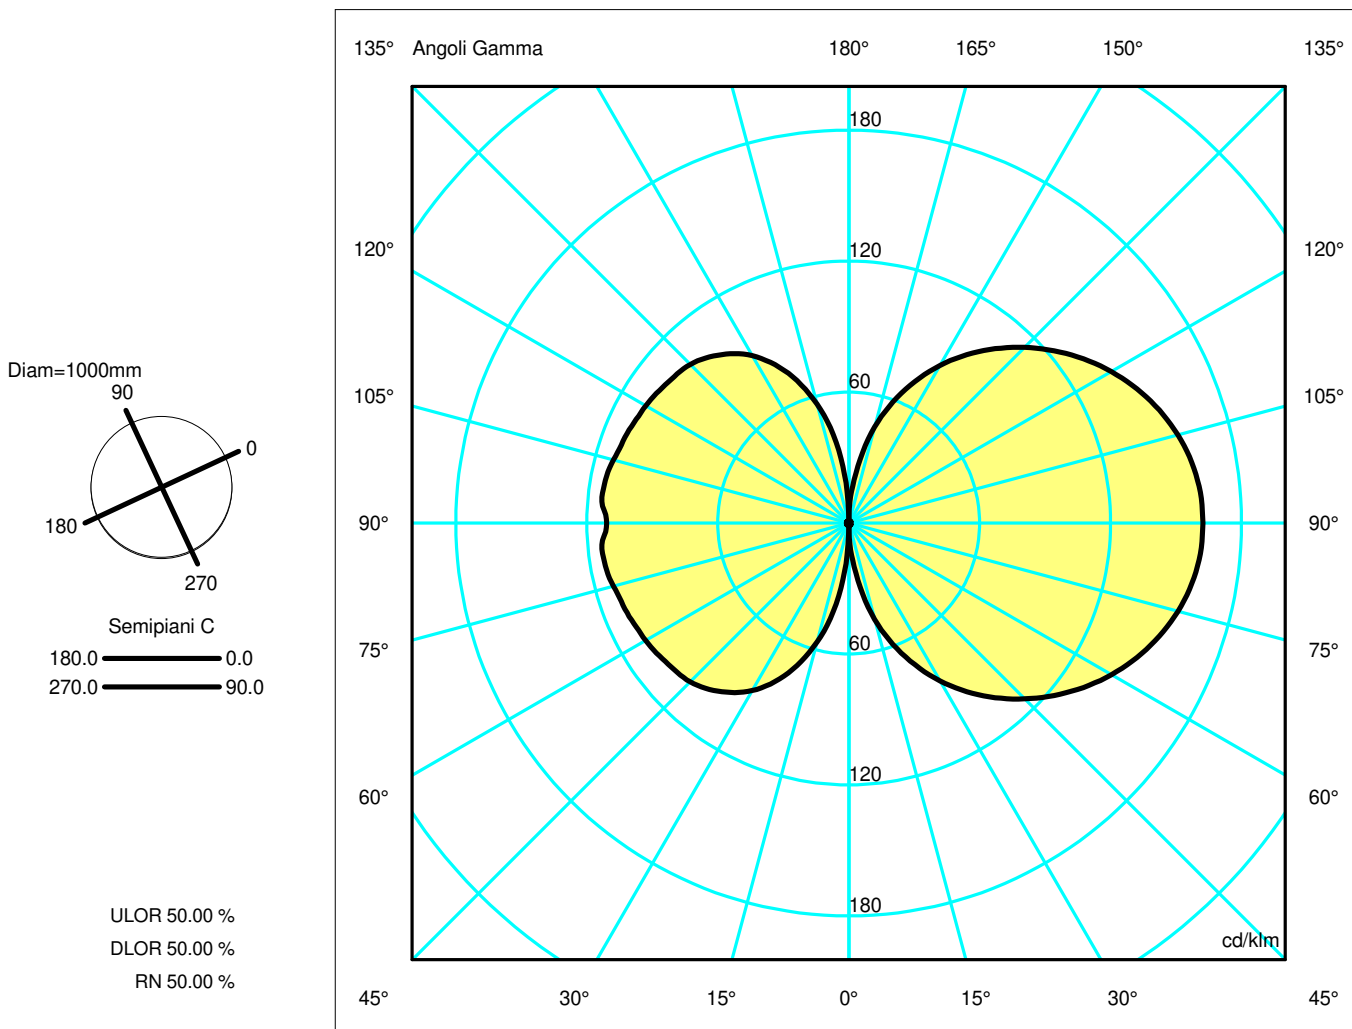 135° Angoli Gamma 180° 165° 150° 135°
180
120° 120 120°
Diam=1000mm
90
60
105° 105°
0
180
90° 90°
270
Semipiani C
180.0 0.0
270.0 90.0
60
75° 75°
120
60° 60°
180
ULOR 50.00 %
DLOR 50.00 %
RN 50.00 %
cd/klm
45° 30° 15° 0° 15° 30° 45°